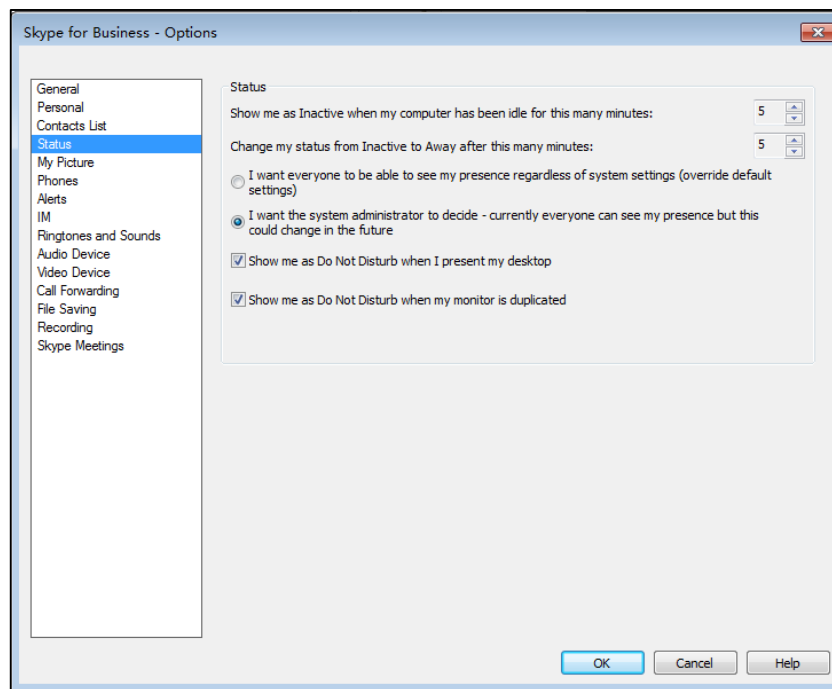 Skype for Business - Options
General
Personal
Contacts List
Status
My Picture
Phones
Alerts
IM
Ringtones and Sounds
Audio Device
Video Device
Call Forwarding
File Saving
Recording
Skype Meetings
Status
Show me as Inactive when my computer has been idle for this many minutes: 5
Change my status from Inactive to Away after this many minutes: 5
I want everyone to be able to see my presence regardless of system settings (override default
settings)
I want the system administrator to decide - currently everyone can see my presence but this
could change in the future
Show me as Do Not Disturb when I present my desktop
Show me as Do Not Disturb when my monitor is duplicated
OK Cancel Help